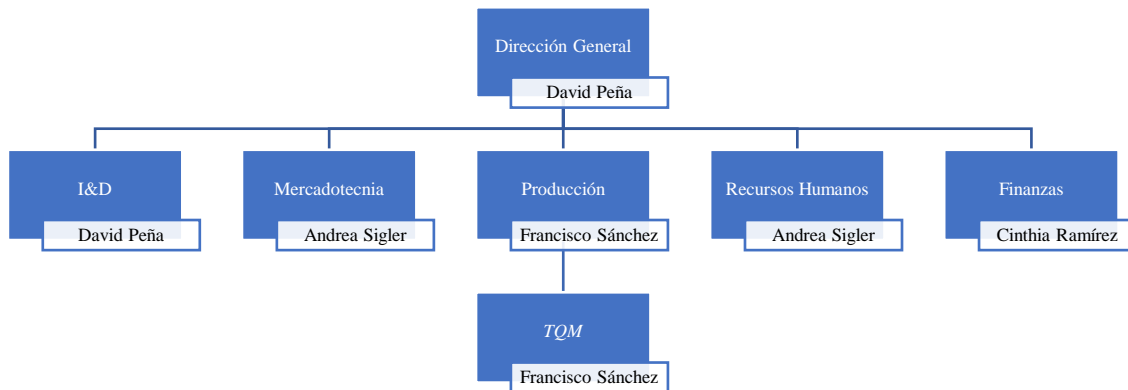 Dirección General
David Peña
I&D
David Peña
Mercadotecnia
Andrea Sigler
Producción
Francisco Sánchez
Recursos Humanos
Andrea Sigler
Finanzas
Cinthia Ramírez
TQM
Francisco Sánchez